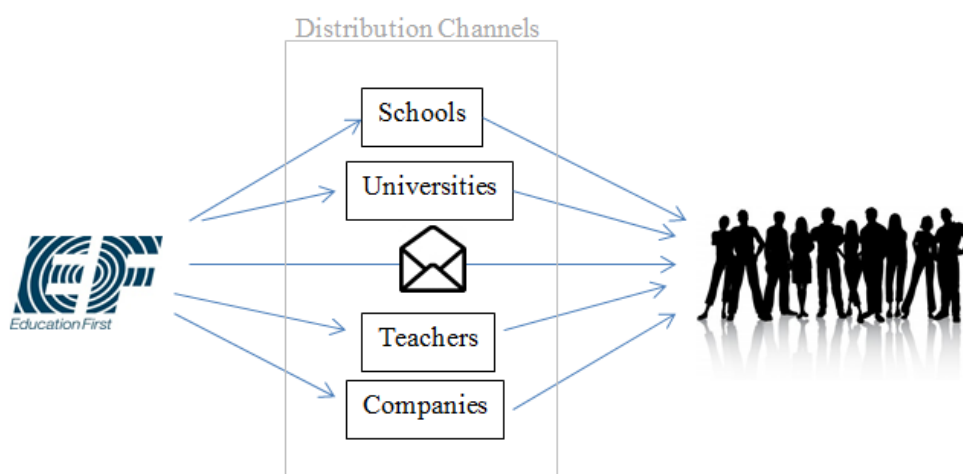 Distribution Channels
Schools
Universities
EF
Education First
Teachers
Companies